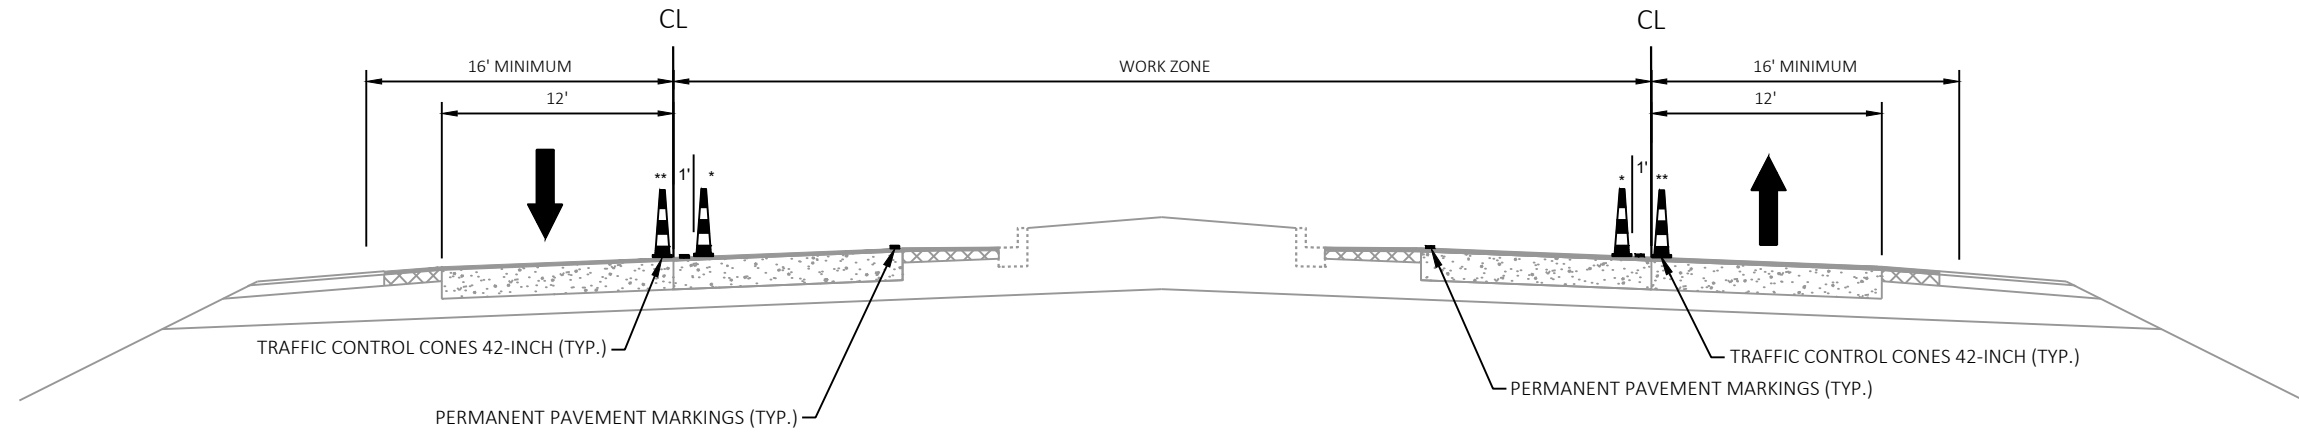 CL
CL
16' MINIMUM
WORK ZONE
16' MINIMUM
12'
12'
** 1' *
* 1' **
TRAFFIC CONTROL CONES 42-INCH (TYP.)
TRAFFIC CONTROL CONES 42-INCH (TYP.)
PERMANENT PAVEMENT MARKINGS (TYP.)
PERMANENT PAVEMENT MARKINGS (TYP.)